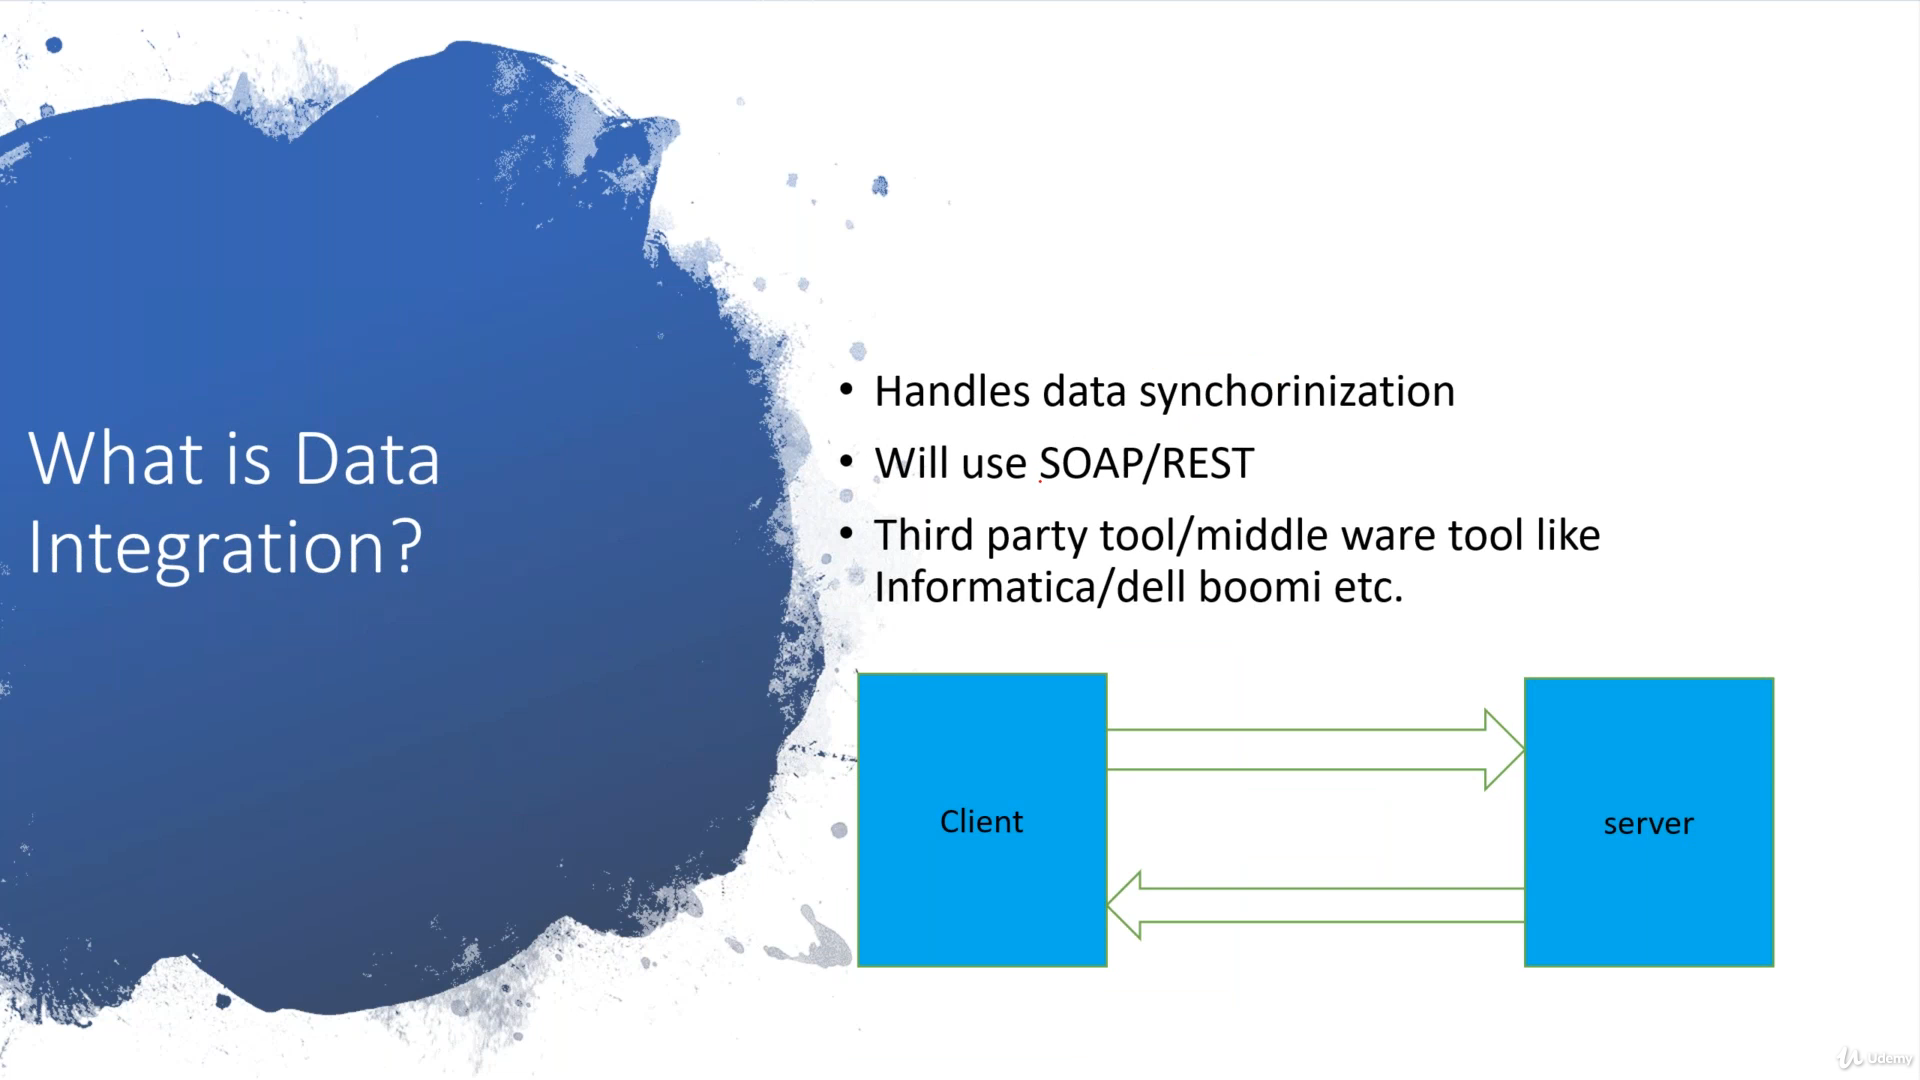 What is Data
Integration?
• Handles data synchorinization
• Will use SOAP/REST
• Third party tool/middle ware tool like
Informatica/dell boomi etc.
Client
server
Udemy